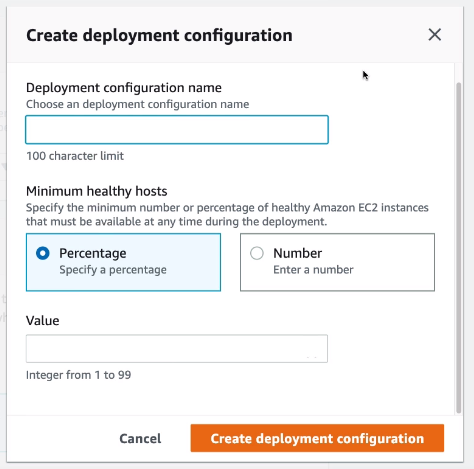 Create deployment configuration
Deployment configuration name
Choose an deployment configuration name
100 character limit
Minimum healthy hosts
Specify the minimum number or percentage of healthy Amazon EC2 instances
that must be available at any time during the deployment.
Percentage
Specify a percentage
Number
Enter a number
Value
Integer from 1 to 99
Cancel
Create deployment configuration